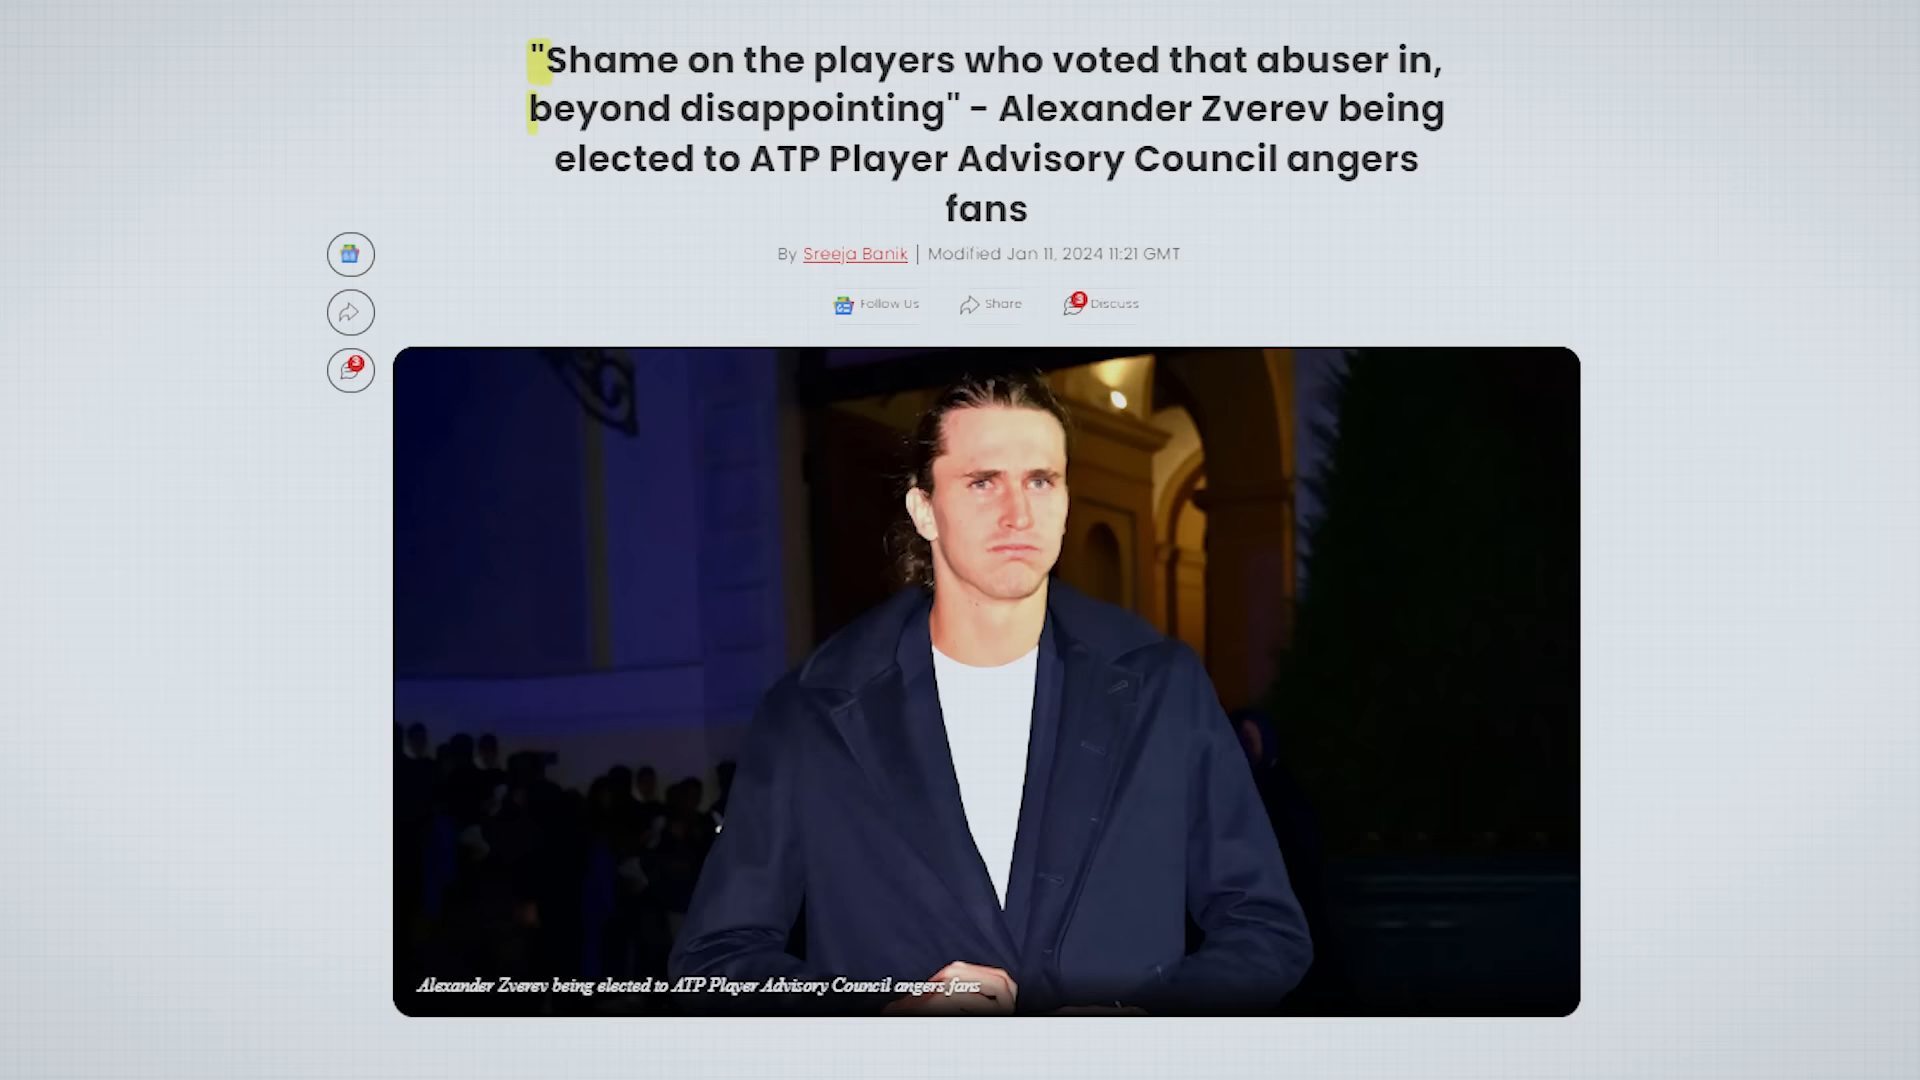 "Shame on the players who voted that abuser in,
beyond disappointing" - Alexander Zverev being
elected to ATP Player Advisory Council angers
fans
By Sreeja Banik | Modified Jan 11, 2024 11:21 GMT
Follow Us Share 3 Discuss
3
Alexander Zverev being elected to ATP Player Advisory Council angers fans